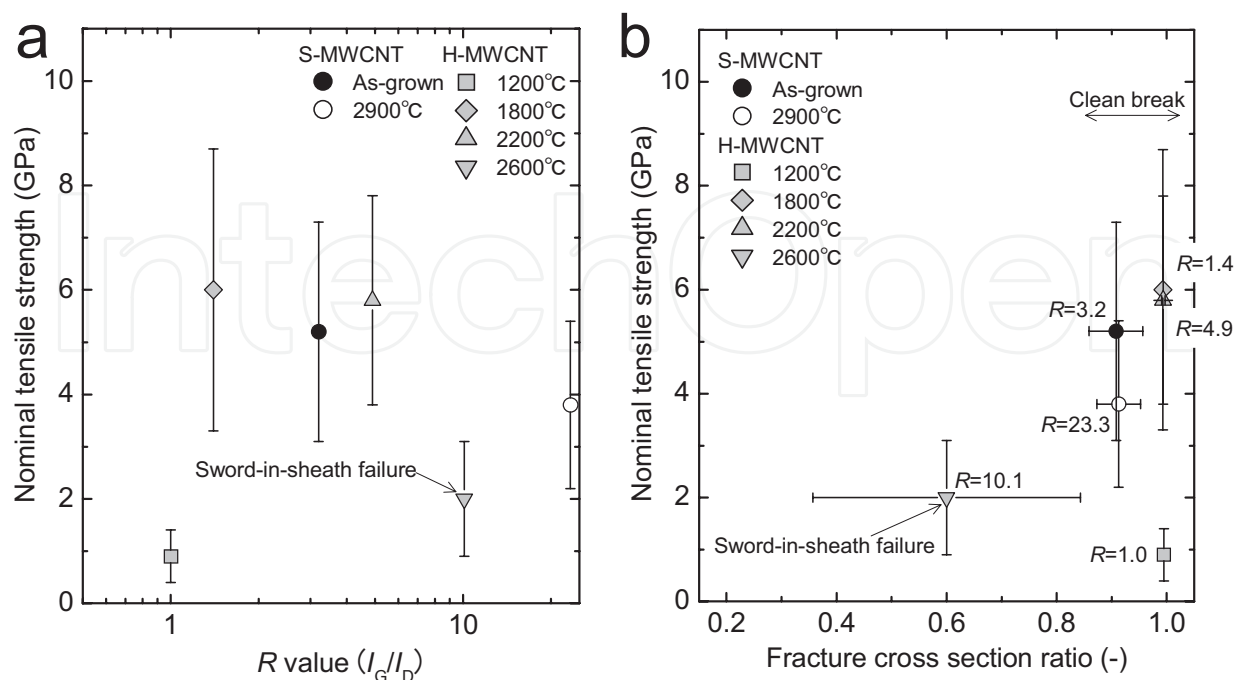 a
Nominal tensile strength (GPa)
10
8
6
4
2
0
1
10
R value (I_G/I_D)
S-MWCNT
As-grown
2900℃
H-MWCNT
1200℃
1800℃
2200℃
2600℃
Sword-in-sheath failure
b
Nominal tensile strength (GPa)
10
8
6
4
2
0
0.2
0.4
0.6
0.8
1.0
Fracture cross section ratio (-)
S-MWCNT
As-grown
2900℃
H-MWCNT
1200℃
1800℃
2200℃
2600℃
Clean break
R=1.4
R=3.2
R=4.9
R=23.3
R=10.1
Sword-in-sheath failure
R=1.0
IntechOpen